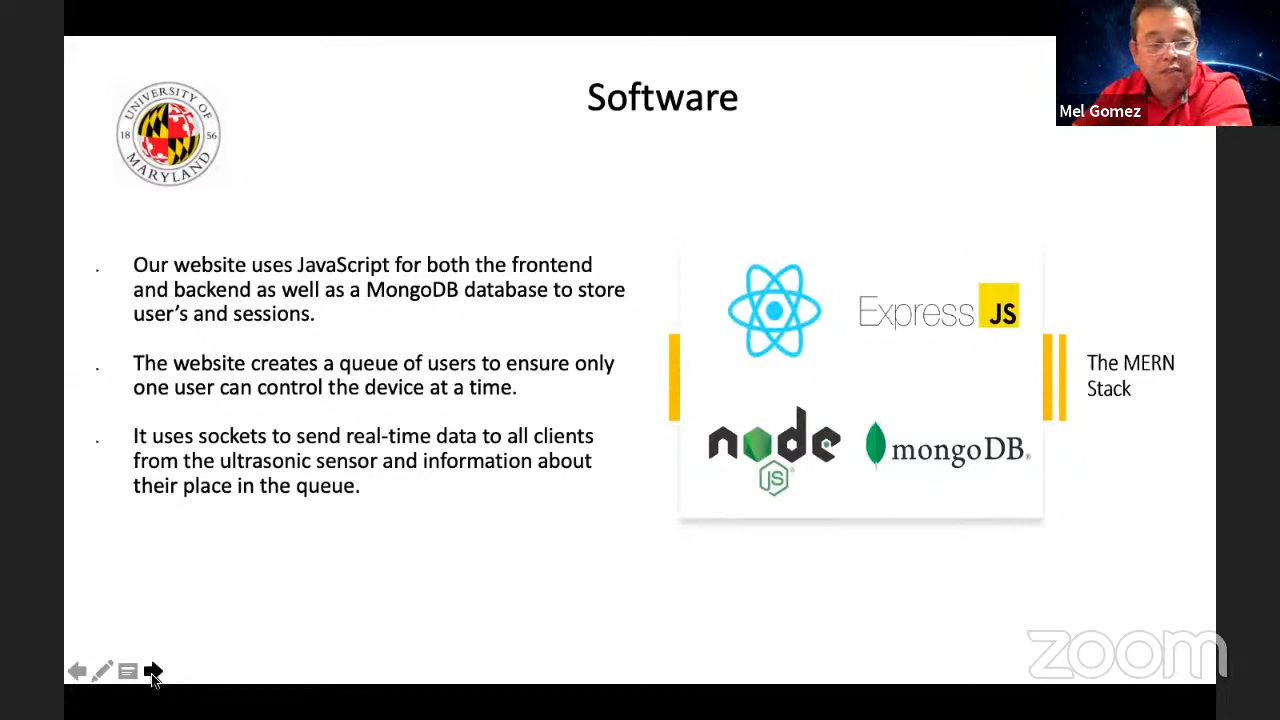 Software
Mel Gomez
UNIVERSITY OF
18 56
MARYLAND
. Our website uses JavaScript for both the frontend
and backend as well as a MongoDB database to store
user's and sessions.
. The website creates a queue of users to ensure only
one user can control the device at a time.
. It uses sockets to send real-time data to all clients
from the ultrasonic sensor and information about
their place in the queue.
Express JS
node
JS
mongoDB®
The MERN
Stack
zoom